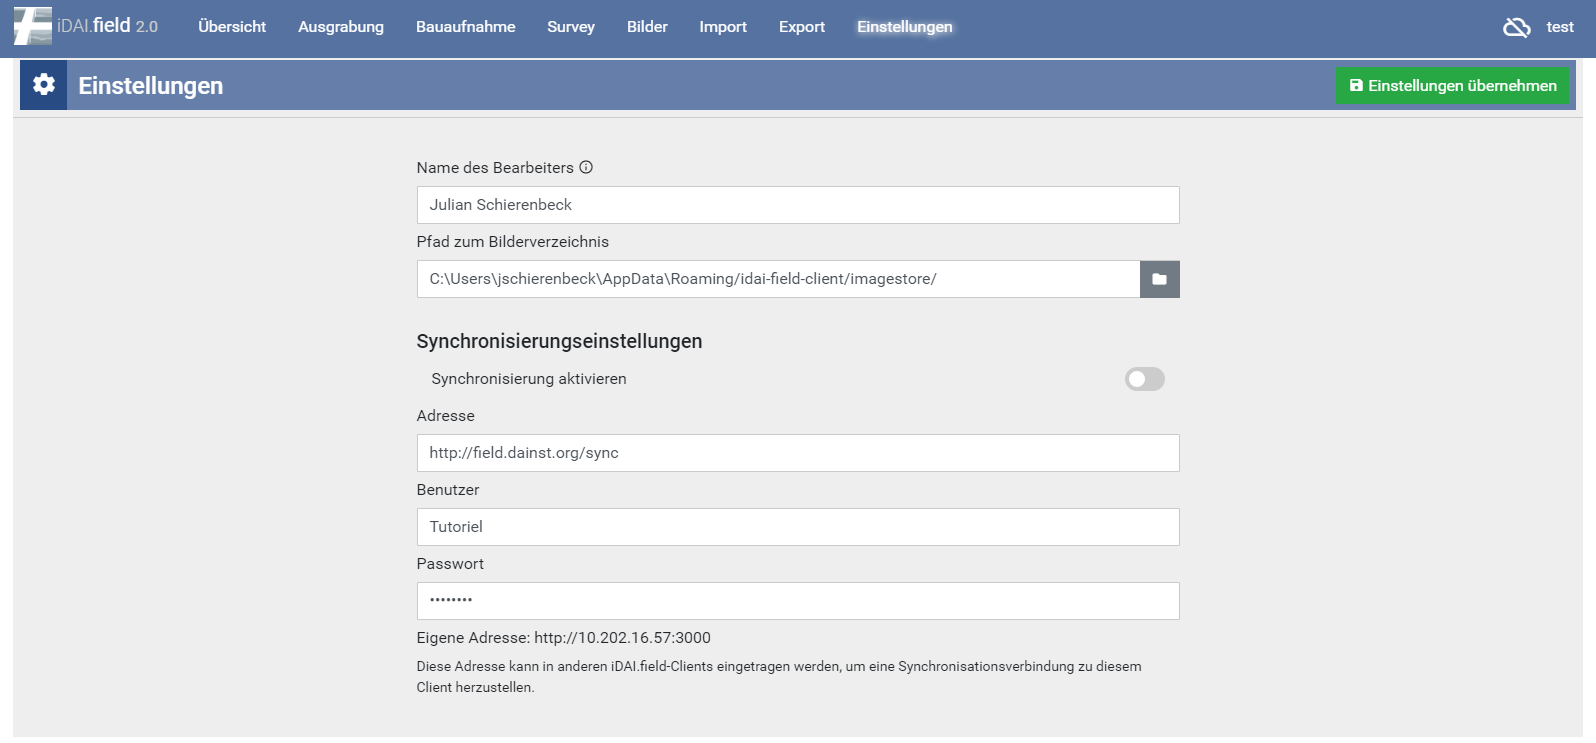 iDAI.field 2.0 Übersicht Ausgrabung Bauaufnahme Survey Bilder Import Export Einstellungen test
Einstellungen Einstellungen übernehmen
Name des Bearbeiters
Julian Schierenbeck
Pfad zum Bilderverzeichnis
C:\Users\jschierenbeck\AppData\Roaming/idai-field-client/imagestore/
Synchronisierungseinstellungen
Synchronisierung aktivieren
Adresse
http://field.dainst.org/sync
Benutzer
Tutoriel
Passwort
••••••••
Eigene Adresse: http://10.202.16.57:3000
Diese Adresse kann in anderen iDAI.field-Clients eingetragen werden, um eine Synchronisationsverbindung zu diesem
Client herzustellen.